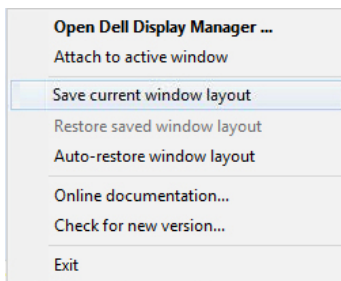 Open Dell Display Manager ...
Attach to active window
Save current window layout
Restore saved window layout
Auto-restore window layout
Online documentation...
Check for new version...
Exit